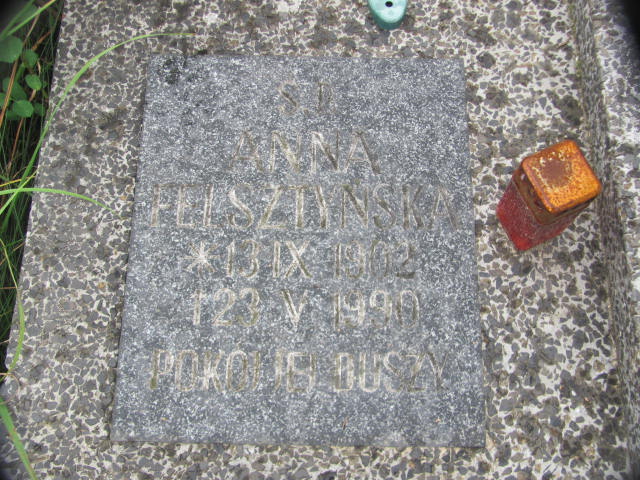 Ś.P.
ANNA
FELSZTYŃSKA
* 13 IX 1902
† 23 V 1990
POKÓJ JEJ DUSZY